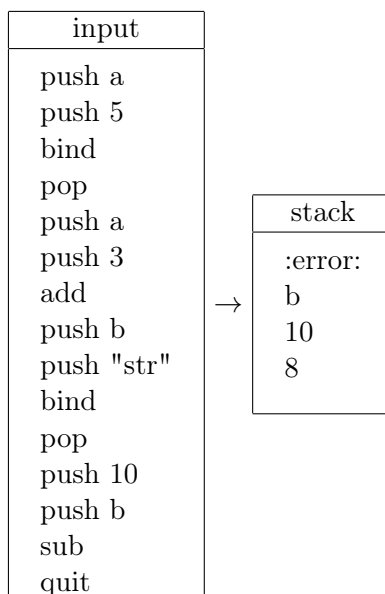 input
push a
push 5
bind
pop
push a
push 3
add
push b
push "str"
bind
pop
push 10
push b
sub
quit
→
stack
:error:
b
10
8